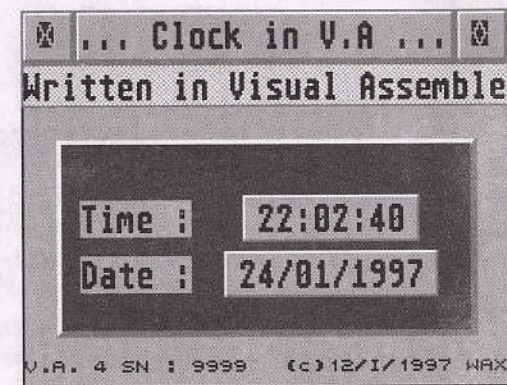 ... Clock in V.A ...
Written in Visual Assemble
Time : 22:02:40
Date : 24/01/1997
V.A. 4 SN : 9999 (c)12/I/1997 WAX